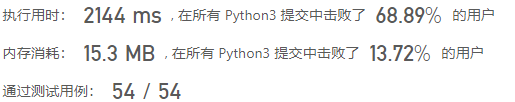 执行用时： 2144 ms , 在所有 Python3 提交中击败了 68.89% 的用户
内存消耗： 15.3 MB , 在所有 Python3 提交中击败了 13.72% 的用户
通过测试用例： 54 / 54